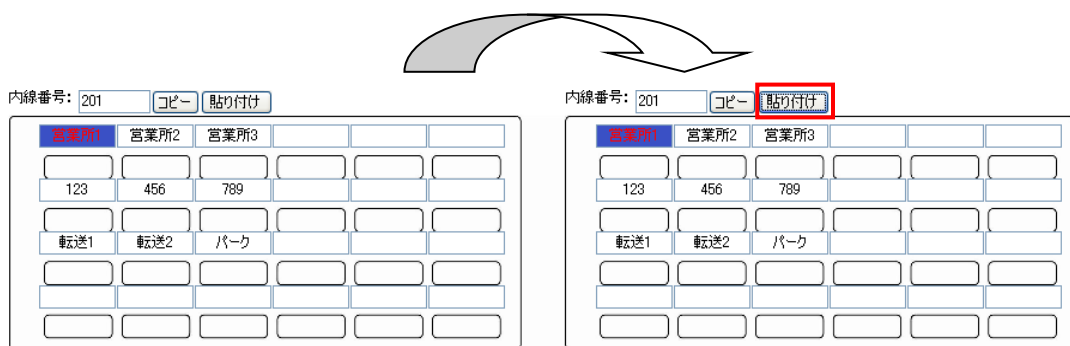 内線番号: 201 コピー 貼り付け
営業所1 営業所2 営業所3
123 456 789
転送1 転送2 パーク
内線番号: 201 コピー 貼り付け
営業所1 営業所2 営業所3
123 456 789
転送1 転送2 パーク